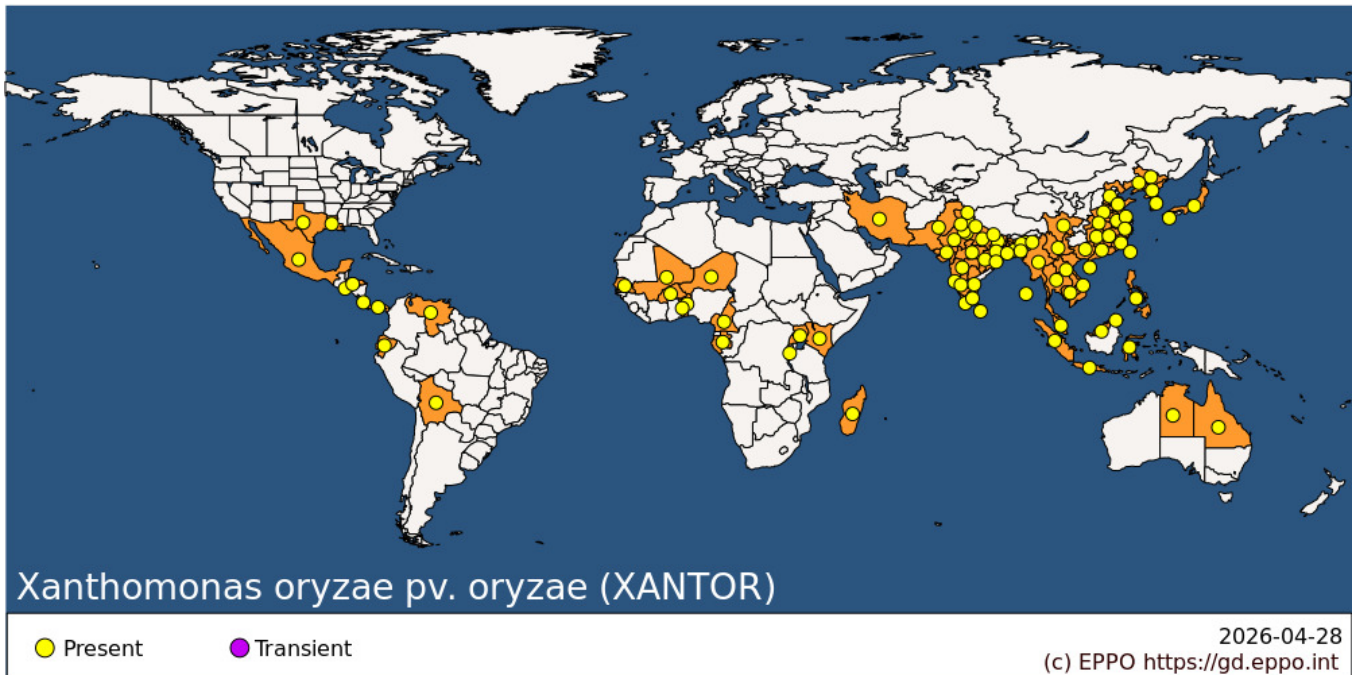 Xanthomonas oryzae pv. oryzae (XANTOR)
Present
Transient
2026-04-28
(c) EPPO https://gd.eppo.int